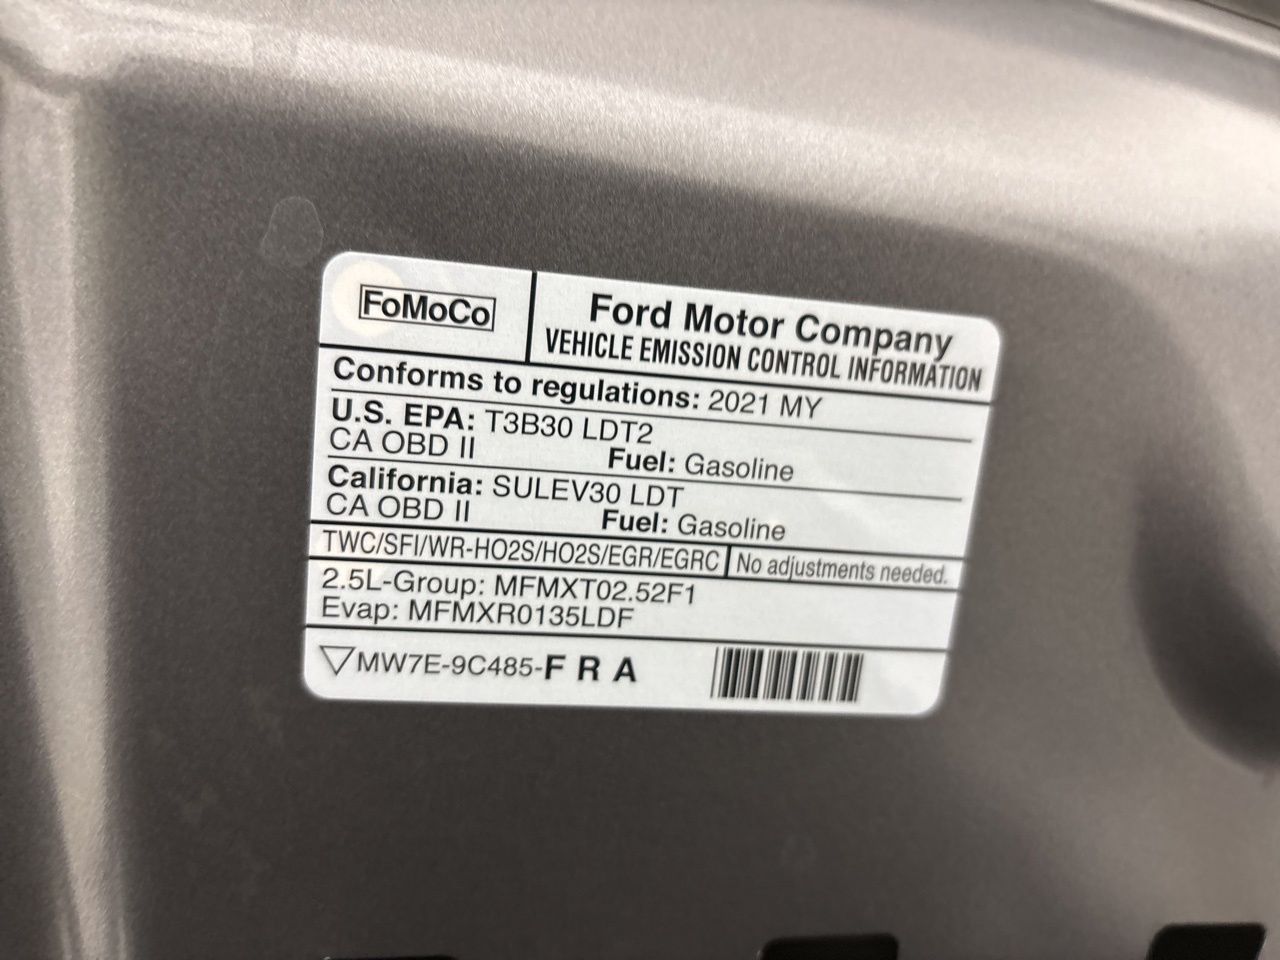 FoMoCo
Ford Motor Company
VEHICLE EMISSION CONTROL INFORMATION
Conforms to regulations: 2021 MY
U.S. EPA: T3B30 LDT2
CA OBD II Fuel: Gasoline
California: SULEV30 LDT
CA OBD II Fuel: Gasoline
TWC/SFI/WR-HO2S/HO2S/EGR/EGRC No adjustments needed.
2.5L-Group: MFMXT02.52F1
Evap: MFMXR0135LDF
MW7E-9C485-F R A